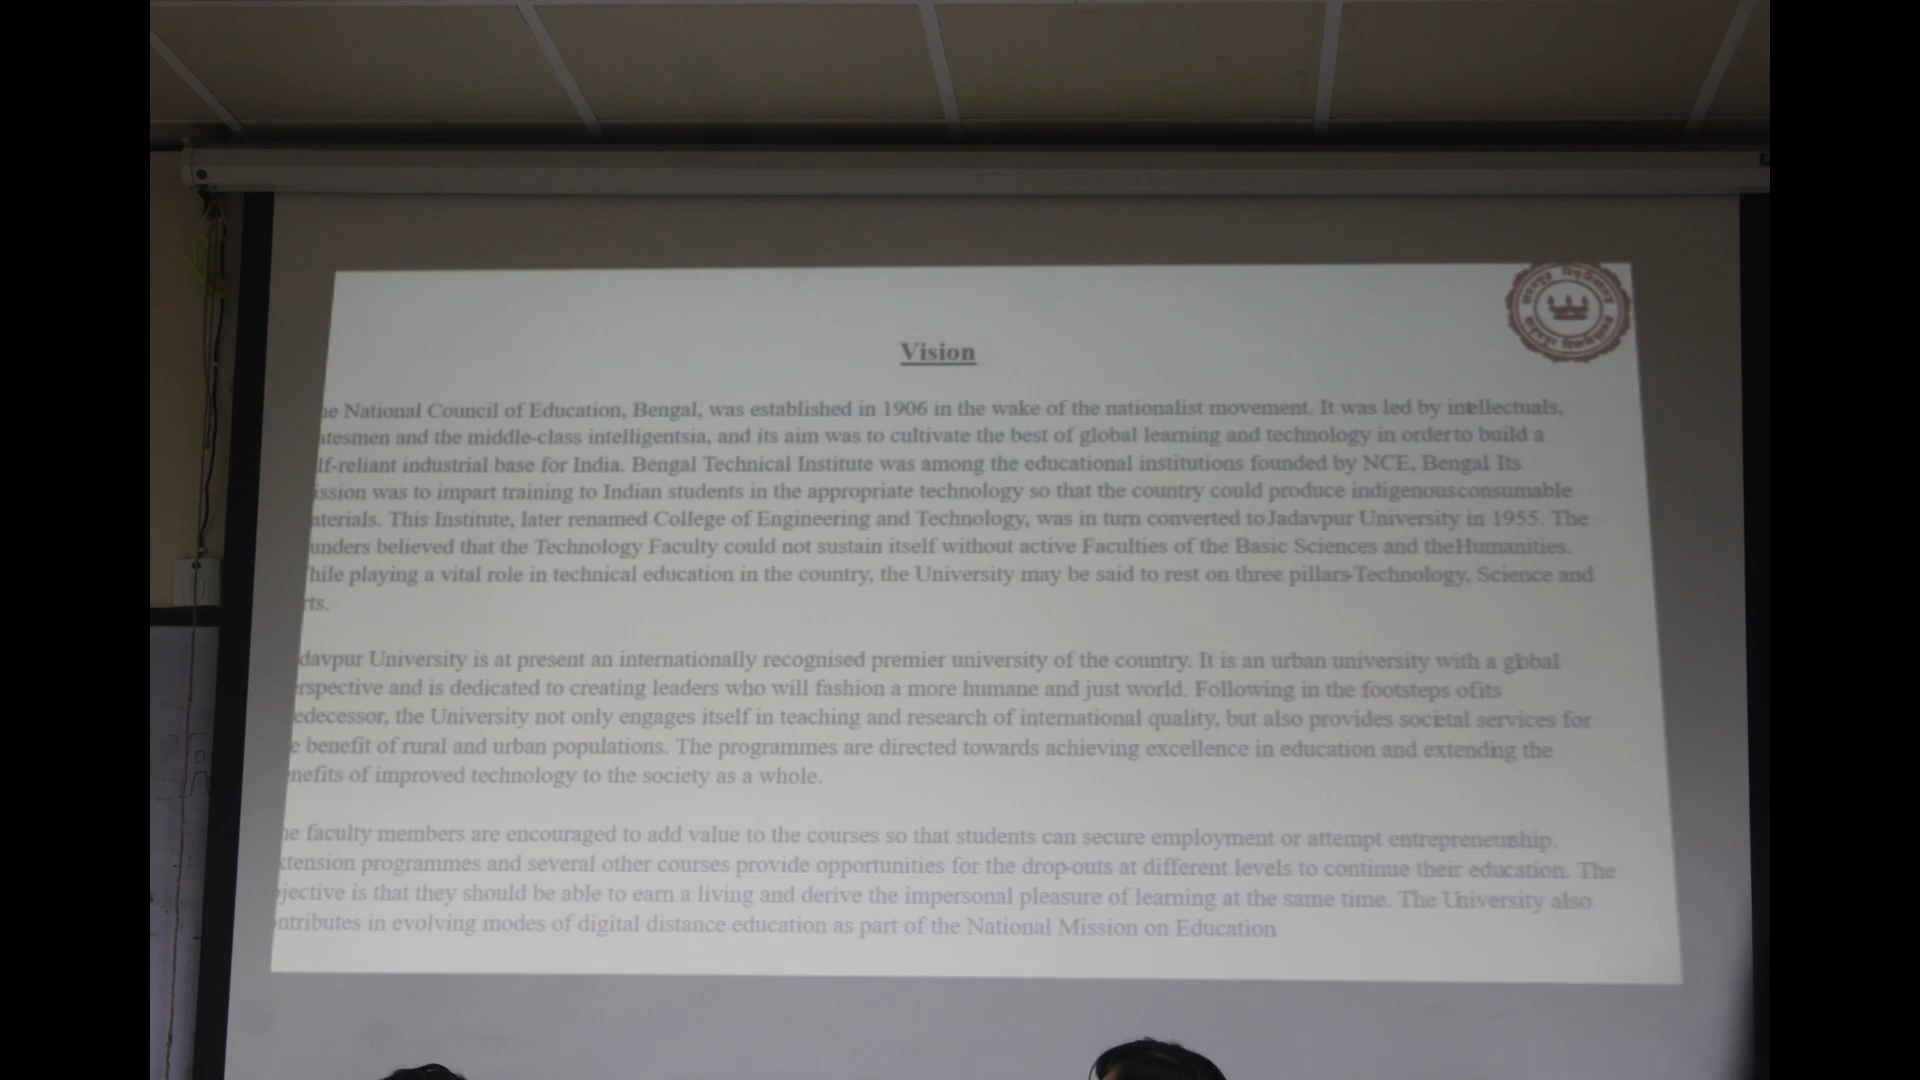 Vision
he National Council of Education, Bengal, was established in 1906 in the wake of the nationalist movement. It was led by intellectuals,
atesmen and the middle-class intelligentsia, and its aim was to cultivate the best of global learning and technology in orderto build a
lf-reliant industrial base for India. Bengal Technical Institute was among the educational institutions founded by NCE, Bengal Its
ission was to impart training to Indian students in the appropriate technology so that the country could produce indigenousconsumable
aterials. This Institute, later renamed College of Engineering and Technology, was in turn converted toJadavpur University in 1955. The
unders believed that the Technology Faculty could not sustain itself without active Faculties of the Basic Sciences and theHumanities.
hile playing a vital role in technical education in the country, the University may be said to rest on three pillars-Technology, Science and
rts.
davpur University is at present an internationally recognised premier university of the country. It is an urban university with a global
rspective and is dedicated to creating leaders who will fashion a more humane and just world. Following in the footsteps ofits
edecessor, the University not only engages itself in teaching and research of international quality, but also provides societal services for
e benefit of rural and urban populations. The programmes are directed towards achieving excellence in education and extending the
nefits of improved technology to the society as a whole.
he faculty members are encouraged to add value to the courses so that students can secure employment or attempt entrepreneurship.
xtension programmes and several other courses provide opportunities for the drop-outs at different levels to continue their education. The
jective is that they should be able to earn a living and derive the impersonal pleasure of learning at the same time. The University also
ntributes in evolving modes of digital distance education as part of the National Mission on Education